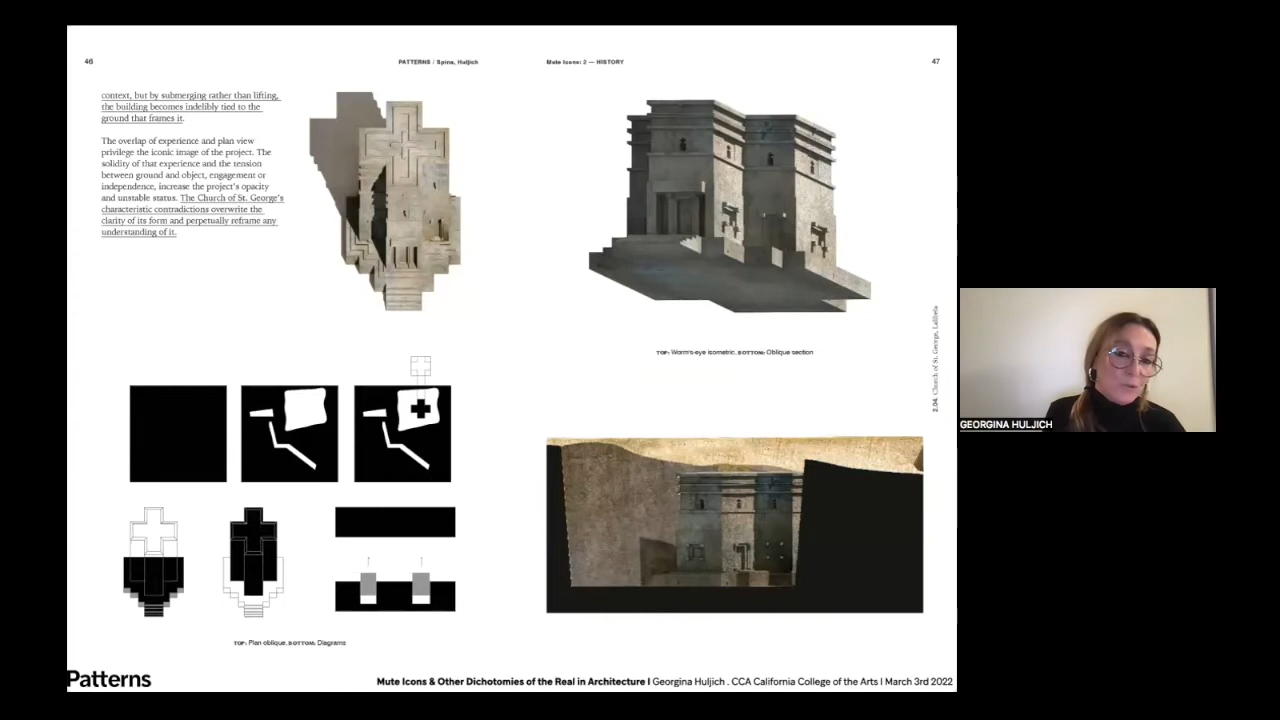 46
PATTERNS / Spina, Huljich
Mute Icons: 2 — HISTORY
47
context, but by submerging rather than lifting,
the building becomes indelibly tied to the
ground that frames it.
The overlap of experience and plan view
privilege the iconic image of the project. The
solidity of that experience and the tension
between ground and object, engagement or
independence, increase the project's opacity
and unstable status. The Church of St. George's
characteristic contradictions overwrite the
clarity of its form and perpetually reframe any
understanding of it.
TOP: Worm's-eye isometric, BOTTOM: Oblique section
2.04. Church of St. George, Lalibela
TOP: Plan oblique, BOTTOM: Diagrams
GEORGINA HULJICH
Patterns
Mute Icons & Other Dichotomies of the Real in Architecture I Georgina Huljich . CCA California College of the Arts I March 3rd 2022